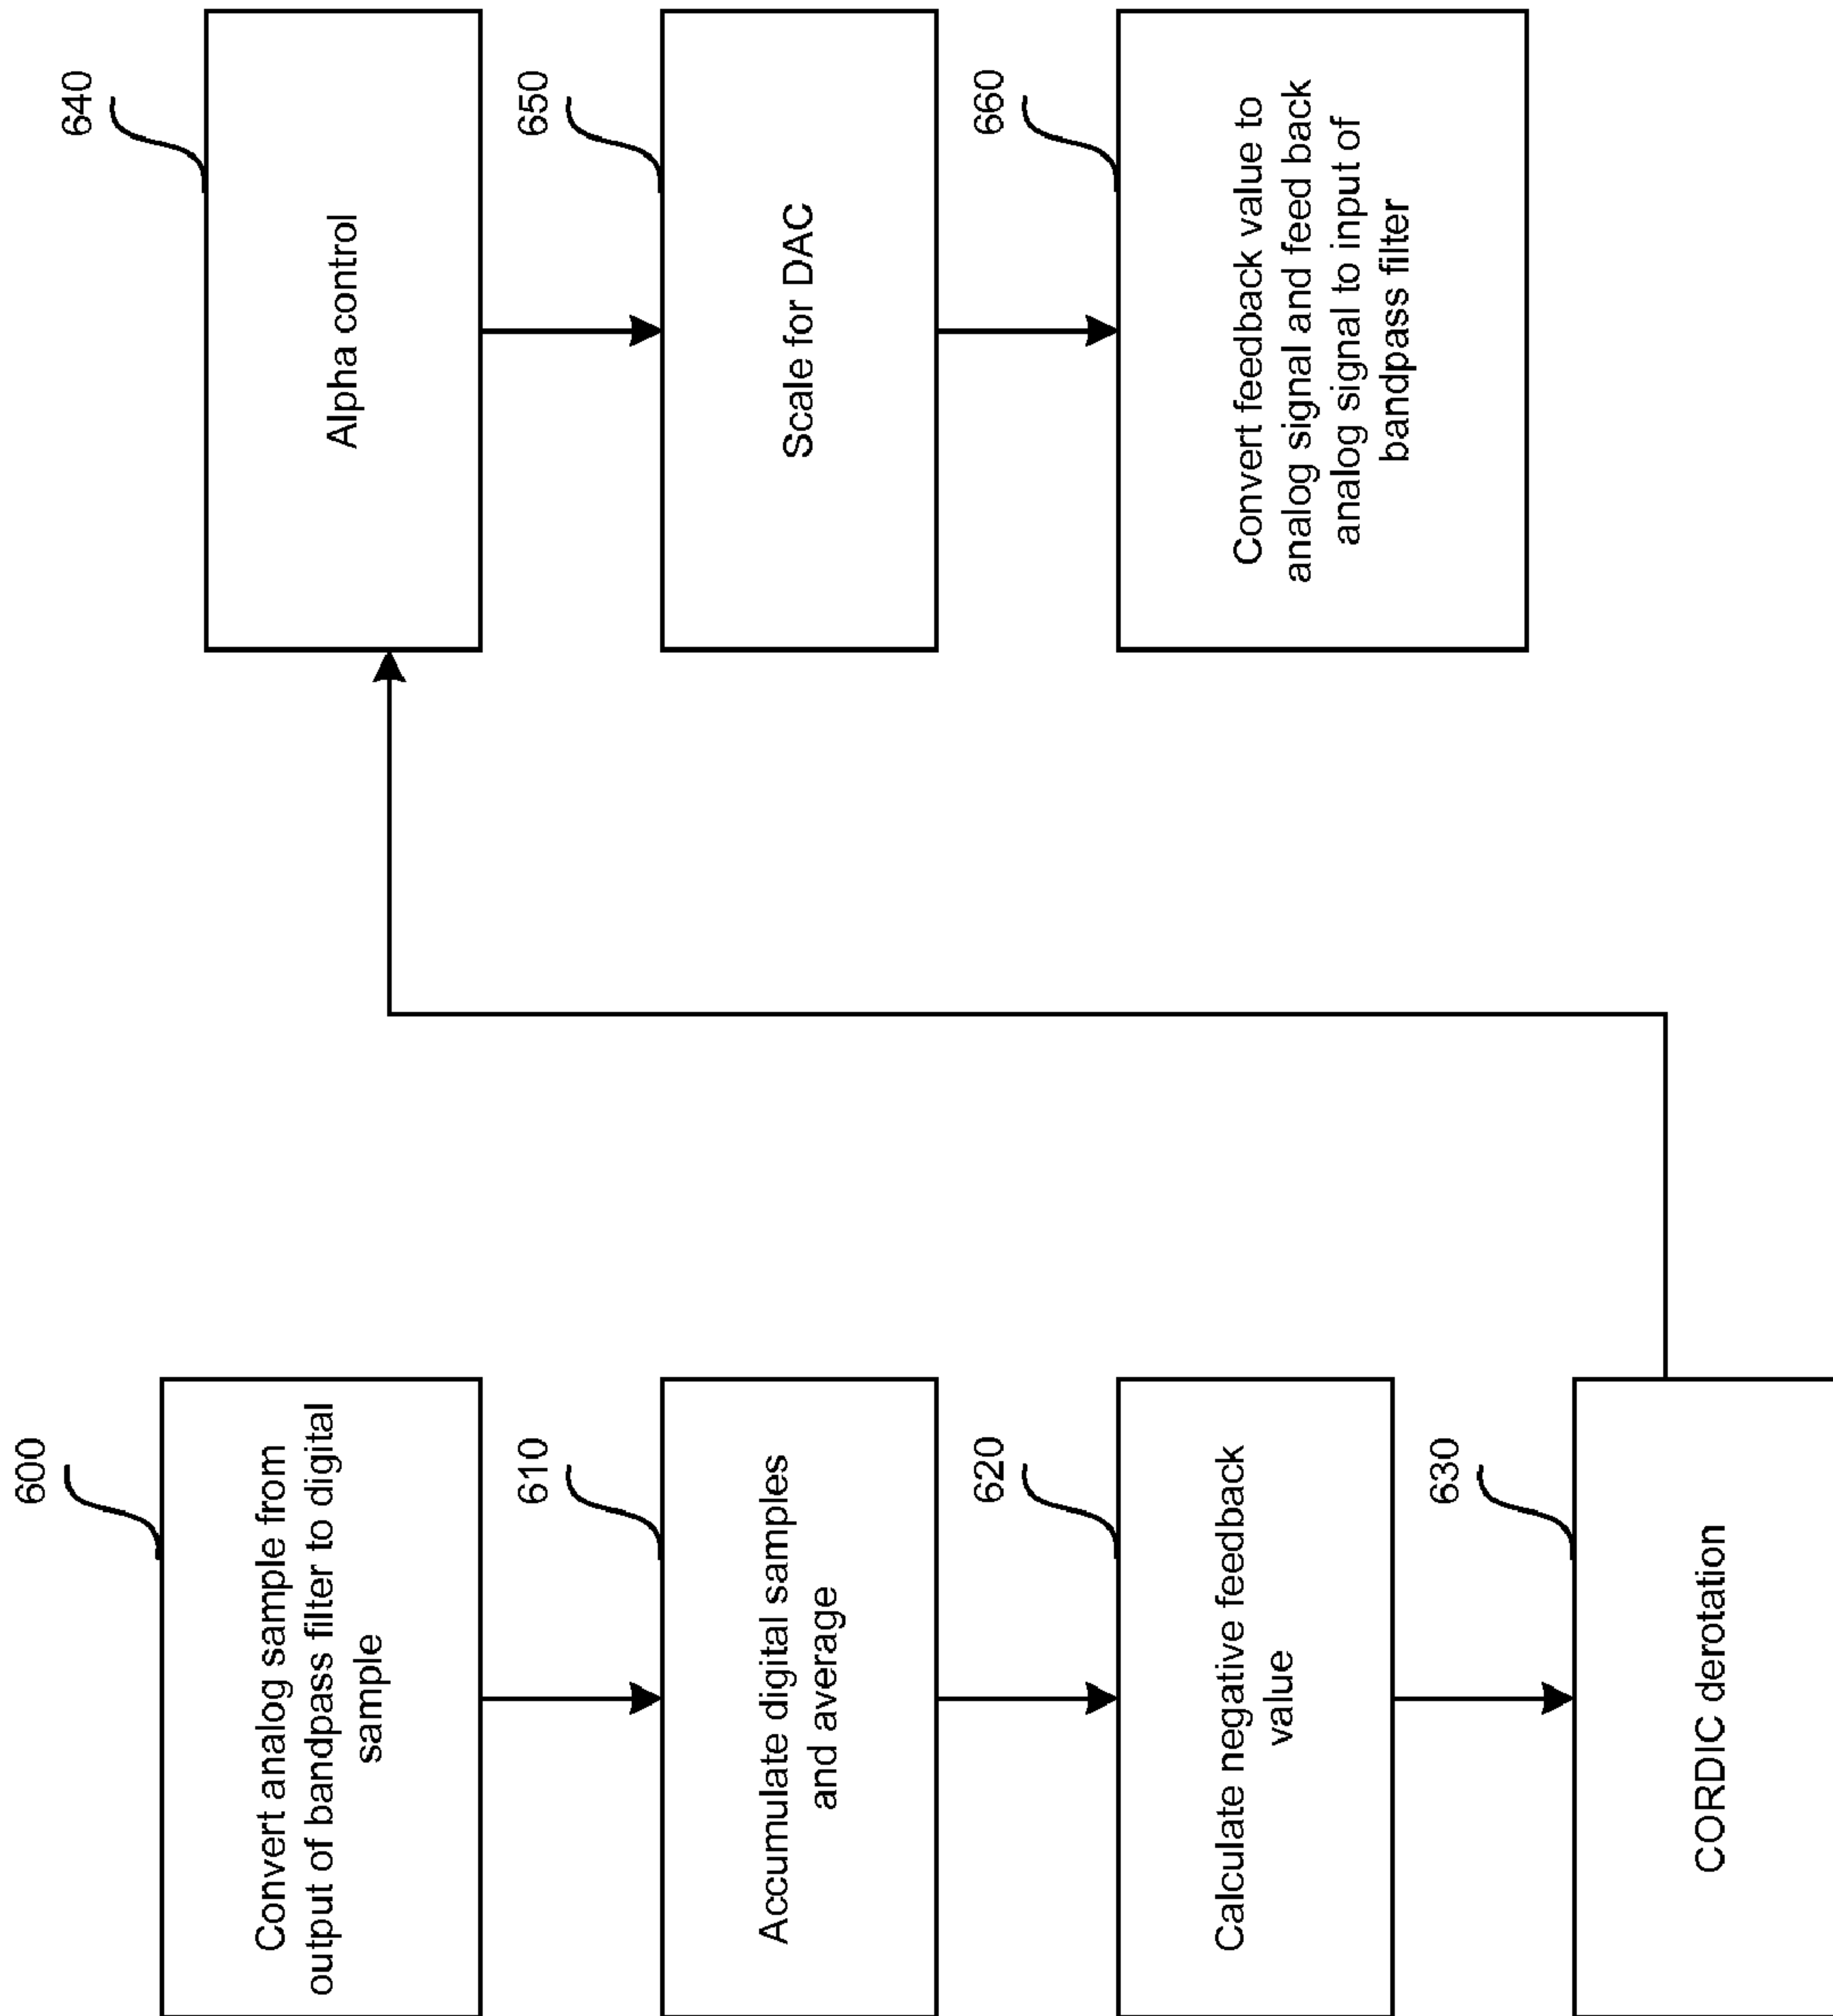 600
Convert analog sample from
output of bandpass filter to digital
sample
610
Accumulate digital samples
and average
620
Calculate negative feedback
value
630
CORDIC derotation
640
Alpha control
650
Scale for DAC
660
Convert feedback value to
analog signal and feed back
analog signal to input of
bandpass filter